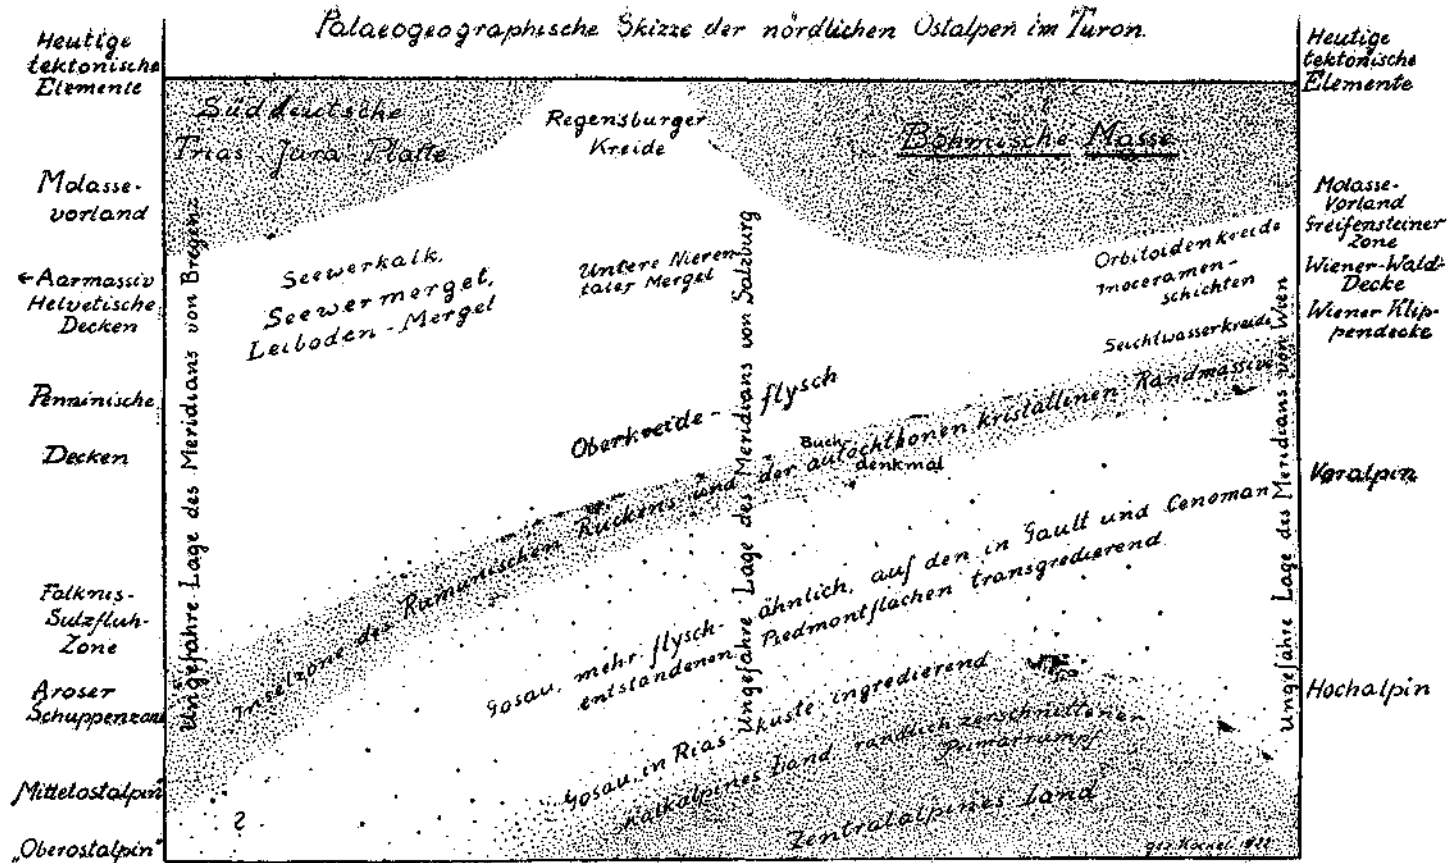 Palaeogeographische Skizze der nördlichen Ostalpen im Turon.
Heutige
tektonische
Elemente
Molasse-
vorland
←Aarmassiv
Helvetische
Decken
Penninische
Decken
Falknis-
Sulzfluh-
Zone
Aroser
Schuppenzone
Mittelostalpin
„Oberostalpin“
Ungefähre Lage des Meridians von Bregenz
Süddeutsche
Trias-Jura Platte
Regensburger
Kreide
Böhmische Masse
Seewerkalk,
Seewermergel,
Leiboden-Mergel
Untere Nieren-
taler Mergel
Orbitoidenkreide
Inoceramen-
schichten
Seichtwasserkreide
Oberkreide-flysch
Buch-
denkmal
Inselzone des Rumunischen Rückens und der autochthonen kristallinen Randmassive
Ungefähre Lage des Meridians von Salzburg
Gosau, mehr flysch-ähnlich, auf den in Gault und Cenoman
entstandenen Piedmontflächen transgredierend
Gosau, in Rias-küste ingredierend
Kalkalpines Land randlich zerschnittener
Primärrumpf
Zentralalpines Land
?
Ungefähre Lage des Meridians von Wien
Heutige
tektonische
Elemente
Molasse-
Vorland
Greifensteiner
Zone
Wiener-Wald-
Decke
Wiener Klip-
pendecke
Voralpin
Hochalpin